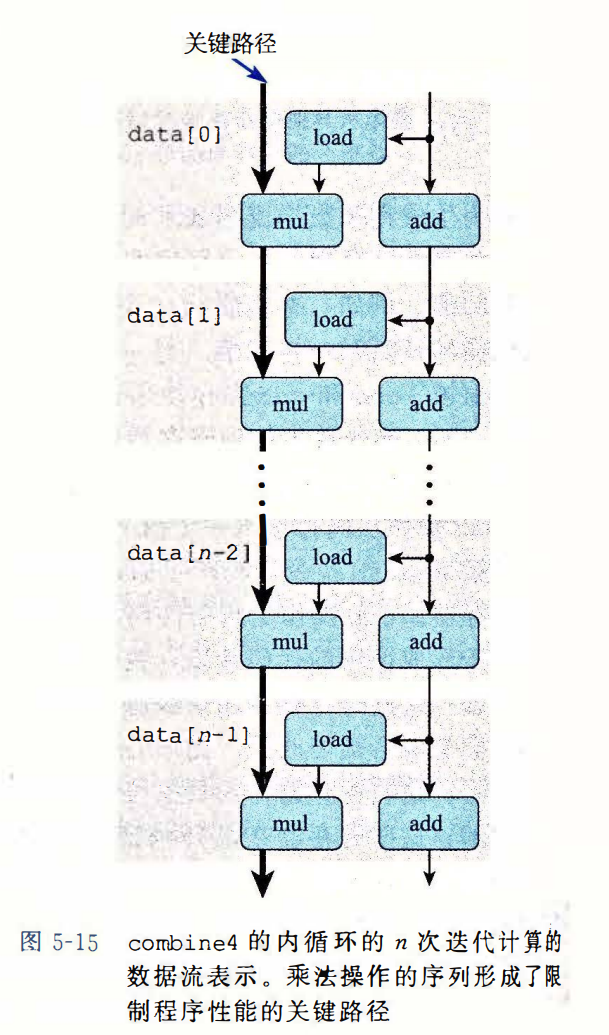 关键路径
data[0]
load
mul
add
data[1]
load
mul
add
data[n-2]
load
mul
add
data[n-1]
load
mul
add
图 5-15 combine4 的内循环的 n 次迭代计算的
数据流表示。乘法操作的序列形成了限
制程序性能的关键路径